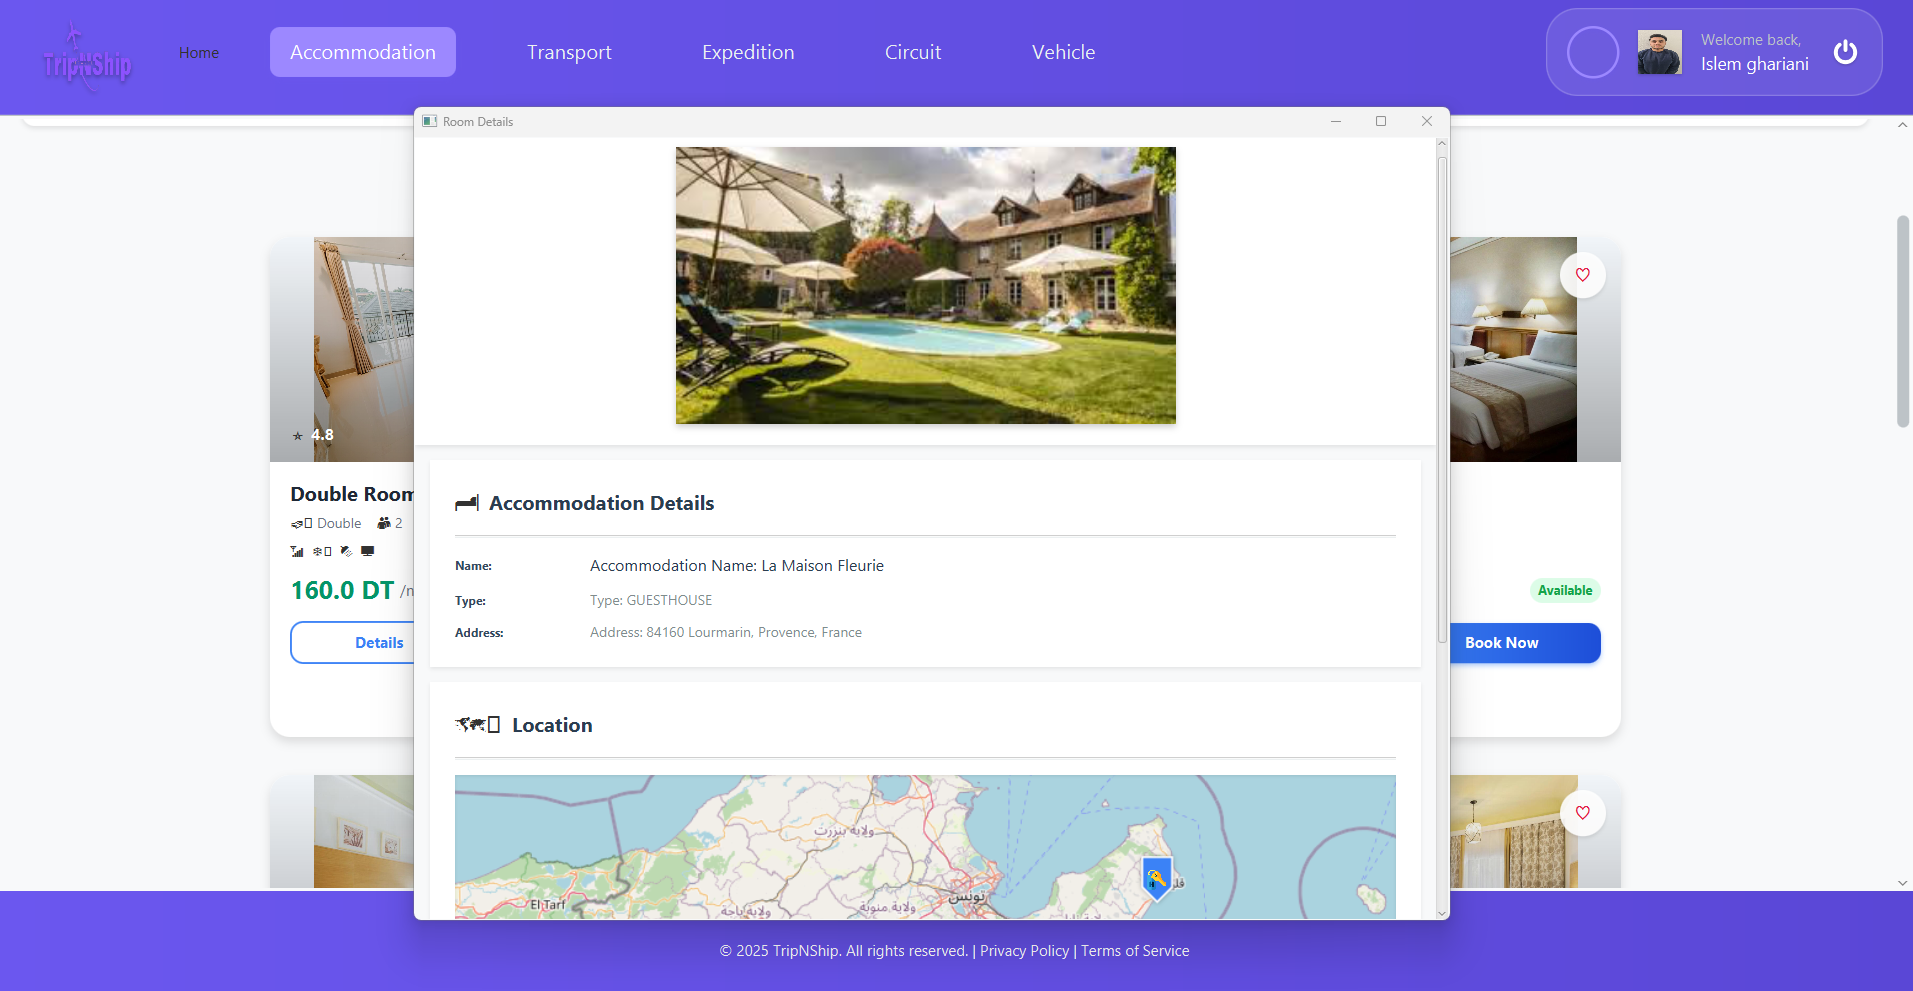 TripNShip
Home
Accommodation
Transport
Expedition
Circuit
Vehicle
Welcome back,
Islem ghariani
Room Details
4.8
Double Room
Double 2
160.0 DT
Details
Available
Book Now
Accommodation Details
Name: Accommodation Name: La Maison Fleurie
Type: Type: GUESTHOUSE
Address: Address: 84160 Lourmarin, Provence, France
Location
ولاية بنزرت
El Tarf
ولاية باجة
ولاية منوبة
تونس
© 2025 TripNShip. All rights reserved. | Privacy Policy | Terms of Service